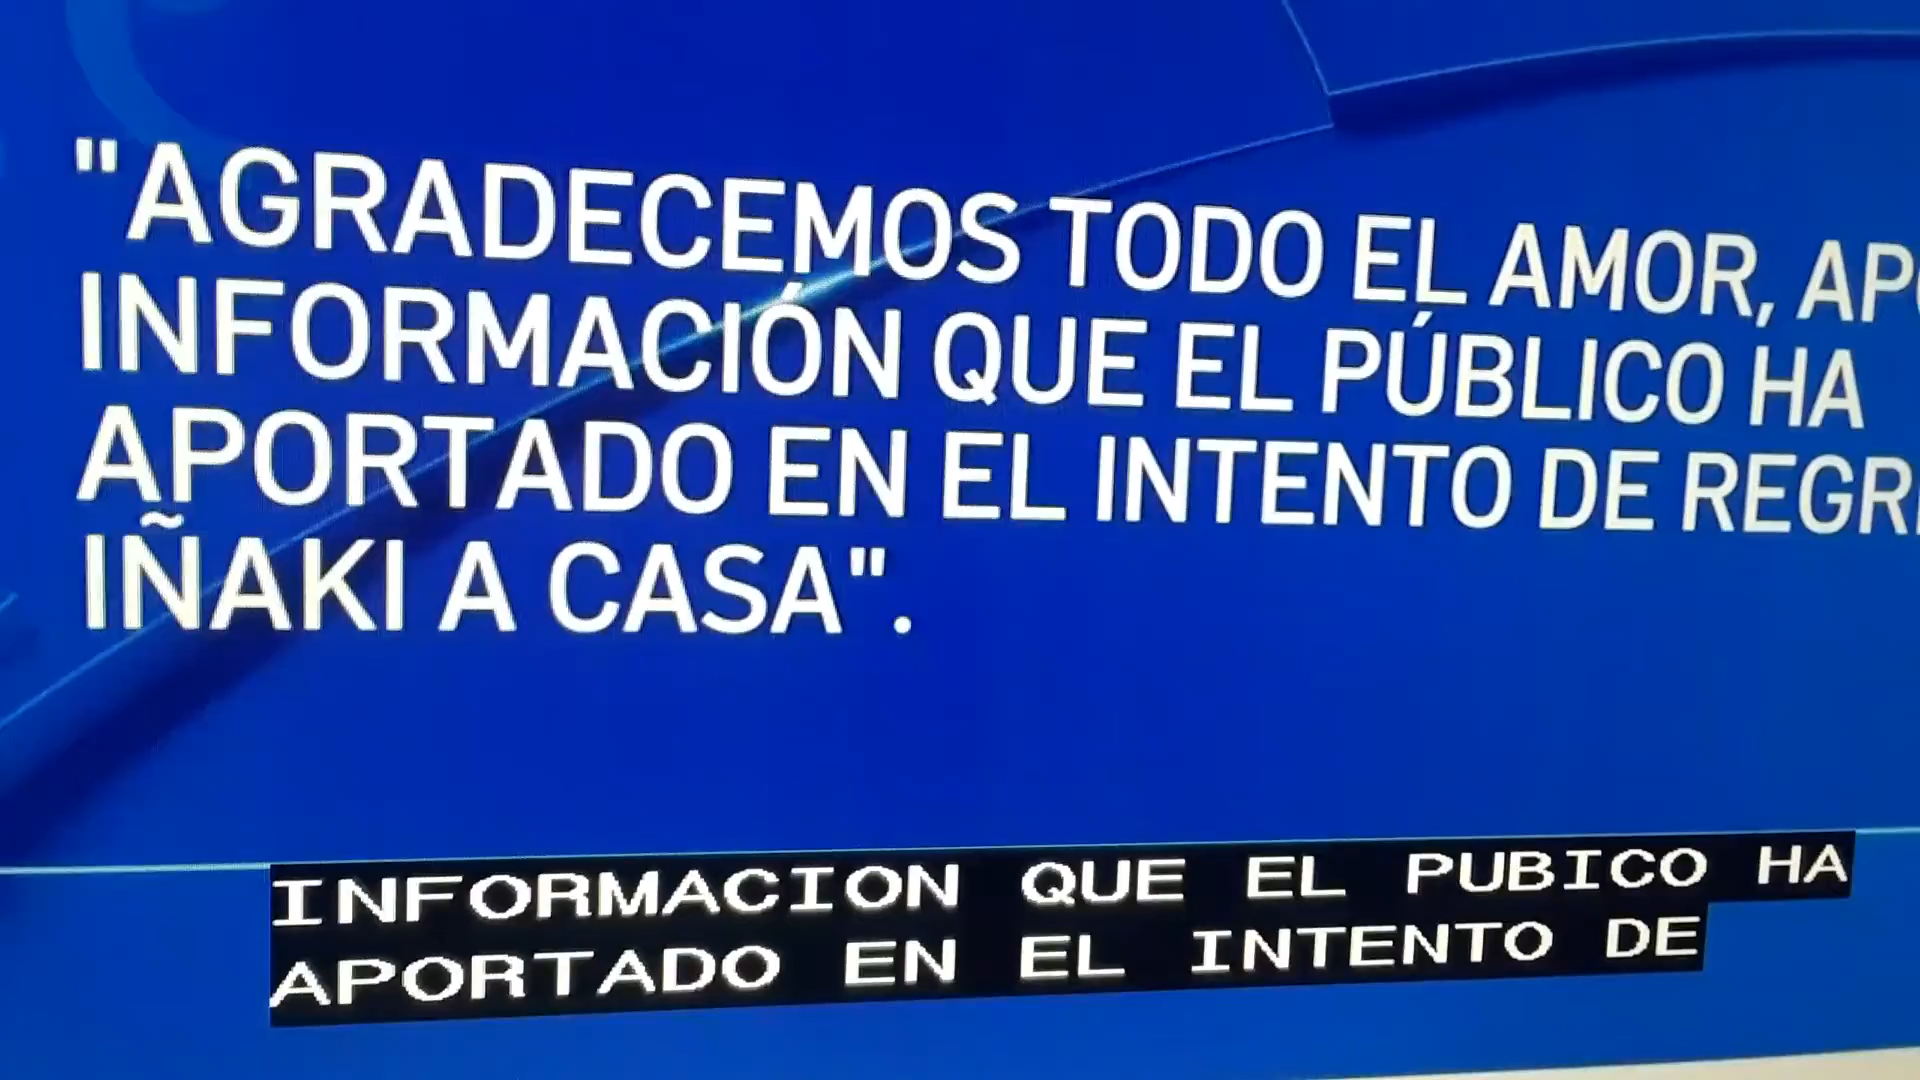 "AGRADECEMOS TODO EL AMOR,
INFORMACIÓN QUE EL PÚBLICO HA
APORTADO EN EL INTENTO DE
IÑAKI A CASA".
INFORMACION QUE EL PUBICO HA
APORTADO EN EL INTENTO DE